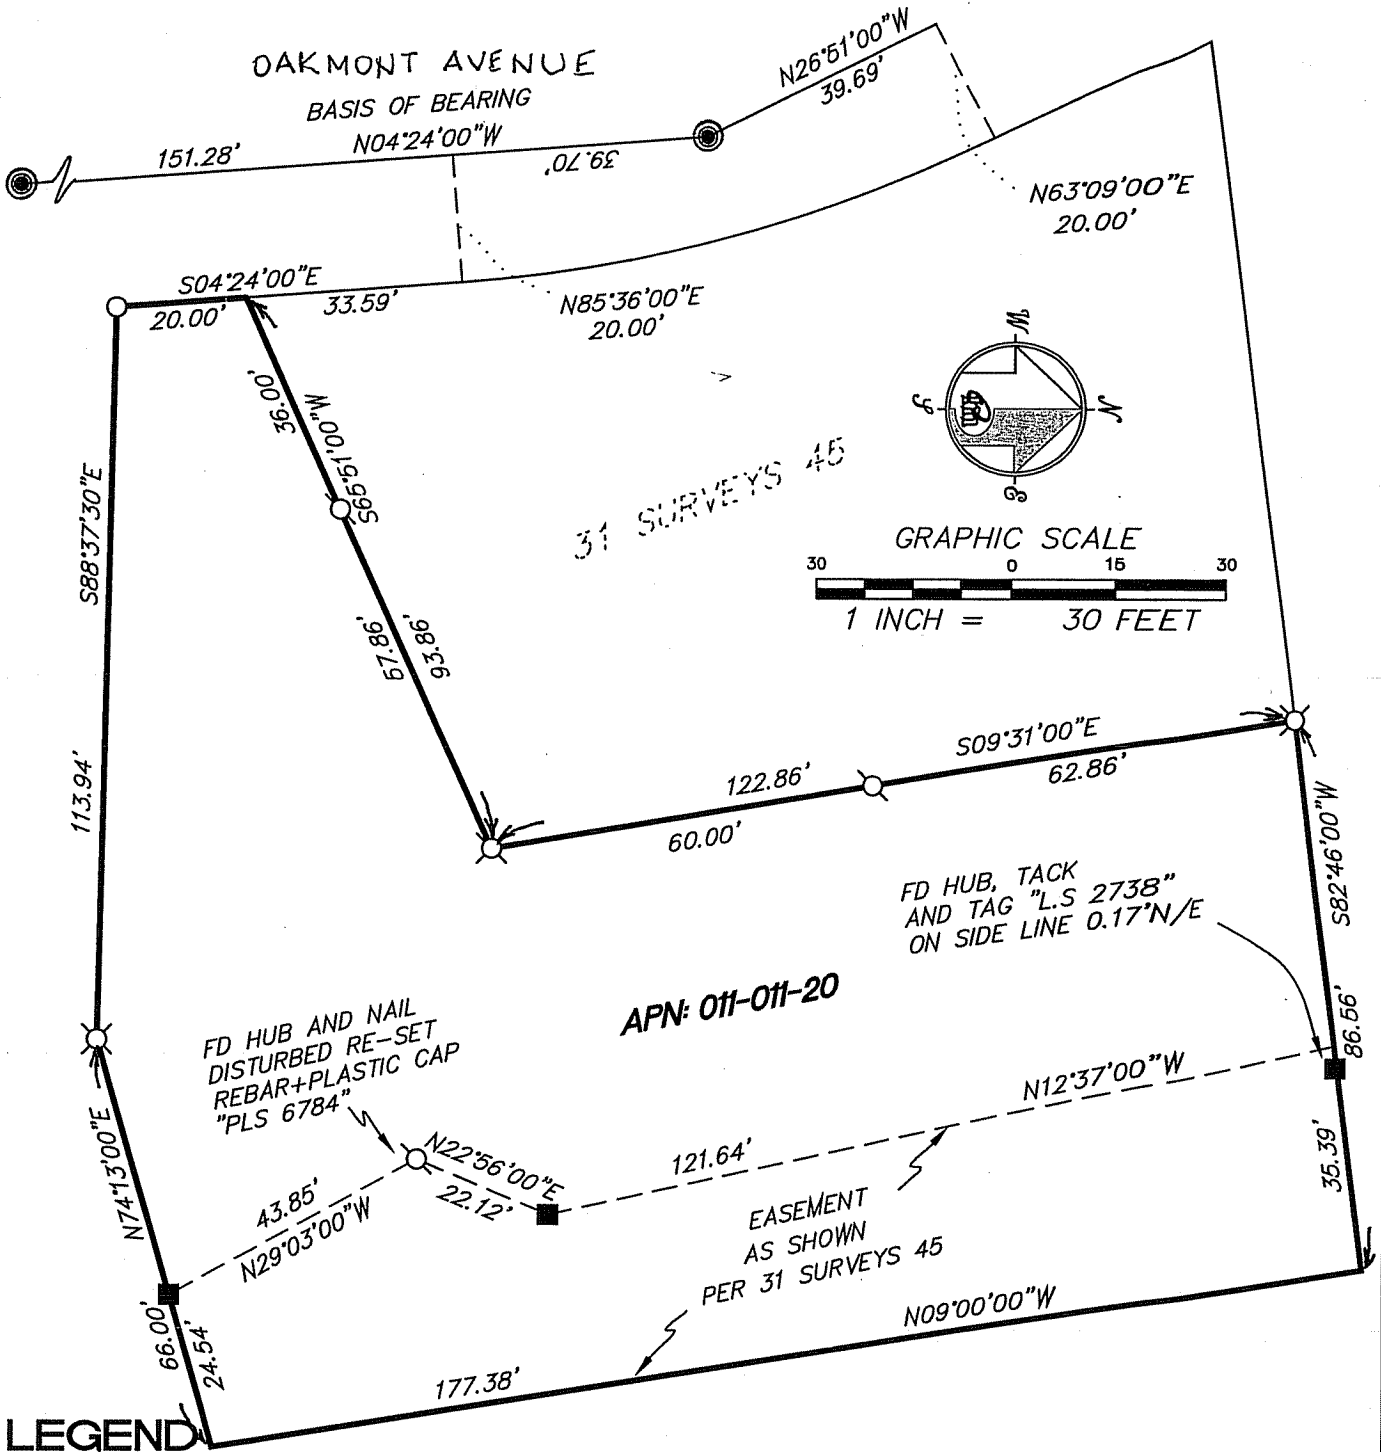 OAKMONT AVENUE
BASIS OF BEARING
N04°24'00"W
151.28'
39.70'
N26°51'00"W
39.69'
N63°09'00"E
20.00'
S04°24'00"E
20.00'
33.59'
N85°36'00"E
20.00'
36.00'
S65°51'00"W
W
N
S
E
31 SURVEYS 45
S88°37'30"E
113.94'
57.86'
93.86'
GRAPHIC SCALE
30 0 15 30
1 INCH = 30 FEET
S09°31'00"E
122.86'
62.86'
60.00'
S82°46'00"W
86.56'
35.39'
FD HUB, TACK
AND TAG "L.S 2738"
ON SIDE LINE 0.17'N/E
APN: 011-011-20
FD HUB AND NAIL
DISTURBED RE-SET
REBAR+PLASTIC CAP
"PLS 6784"
N12°37'00"W
121.64'
N22°56'00"E
22.12'
43.85'
N29°03'00"W
N74°13'00"E
66.00'
24.54'
EASEMENT
AS SHOWN
PER 31 SURVEYS 45
N09°00'00"W
177.38'
LEGEND